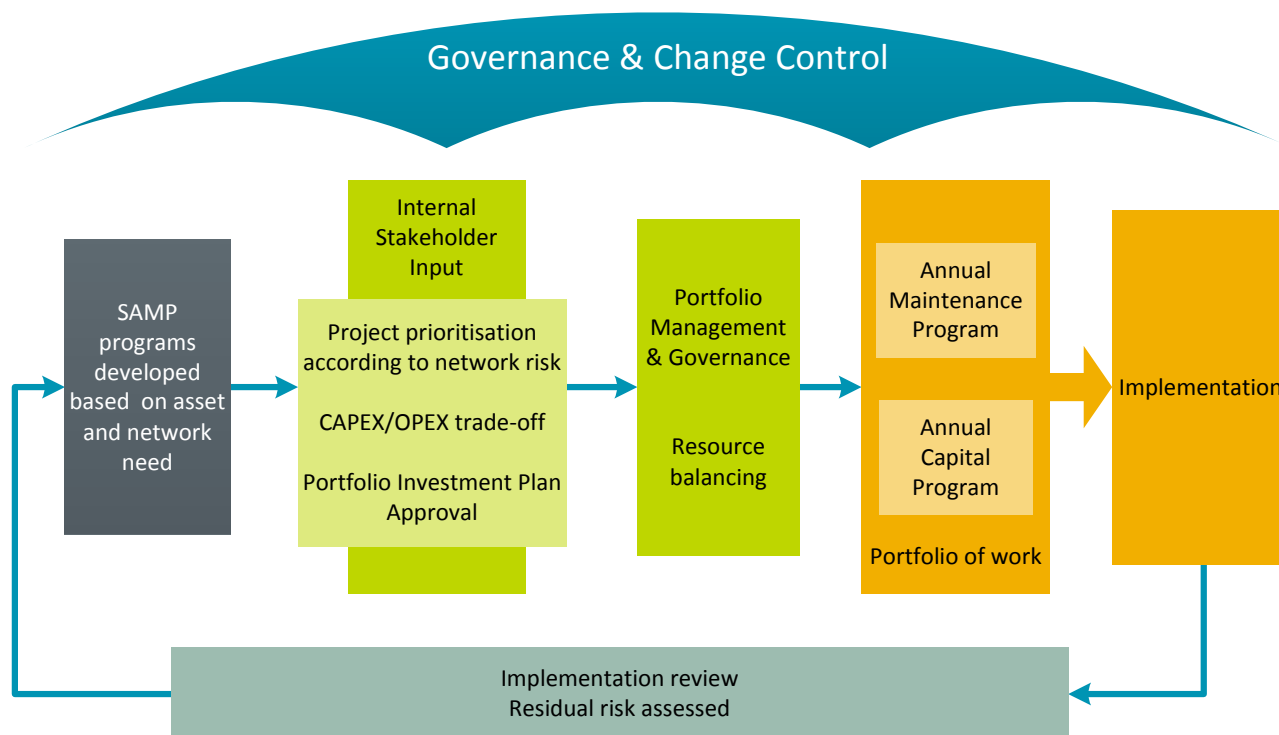 Governance & Change Control
SAMP
programs
developed
based on asset
and network
need
Internal
Stakeholder
Input
Project prioritisation
according to network risk
CAPEX/OPEX trade-off
Portfolio Investment Plan
Approval
Portfolio
Management
& Governance
Resource
balancing
Annual
Maintenance
Program
Annual
Capital
Program
Portfolio of work
Implementation
Implementation review
Residual risk assessed